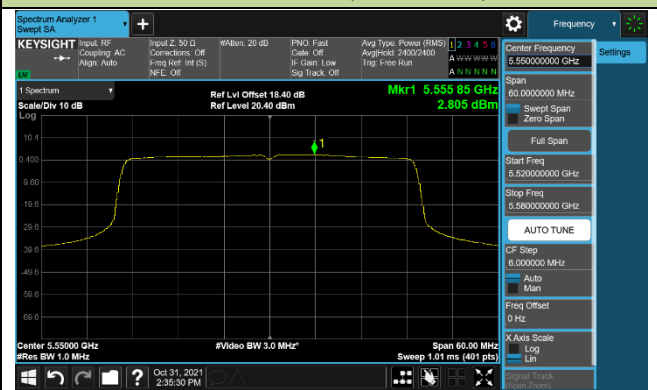 Spectrum Analyzer 1
Swept SA
Frequency
KEYSIGHT
Input: RF
Coupling: AC
Align: Auto
Input Z: 50 Ω
Corrections: Off
Freq Ref: Int (S)
NFE: Off
#Atten: 20 dB
PNO: Fast
Gate: Off
IF Gain: Low
Sig Track: Off
Avg Type: Power (RMS)
Avg|Hold: 2400/2400
Trig: Free Run
1 2 3 4 5 6
A W W W W W
A N N N N N
LXI
1 Spectrum
Scale/Div 10 dB
Log
Ref Lvl Offset 18.40 dB
Ref Level 20.40 dBm
Mkr1 5.555 85 GHz
2.805 dBm
1
10.4
0.400
-9.60
-19.6
-29.6
-39.6
-49.6
-59.6
-69.6
Center 5.55000 GHz
#Res BW 1.0 MHz
#Video BW 3.0 MHz*
Span 60.00 MHz
Sweep 1.01 ms (401 pts)
Center Frequency
5.550000000 GHz
Settings
Span
60.0000000 MHz
Swept Span
Zero Span
Full Span
Start Freq
5.520000000 GHz
Stop Freq
5.580000000 GHz
AUTO TUNE
CF Step
6.000000 MHz
Auto
Man
Freq Offset
0 Hz
X Axis Scale
Log
Lin
Signal Track
(Span Zoom)
?
Oct 31, 2021
2:35:30 PM